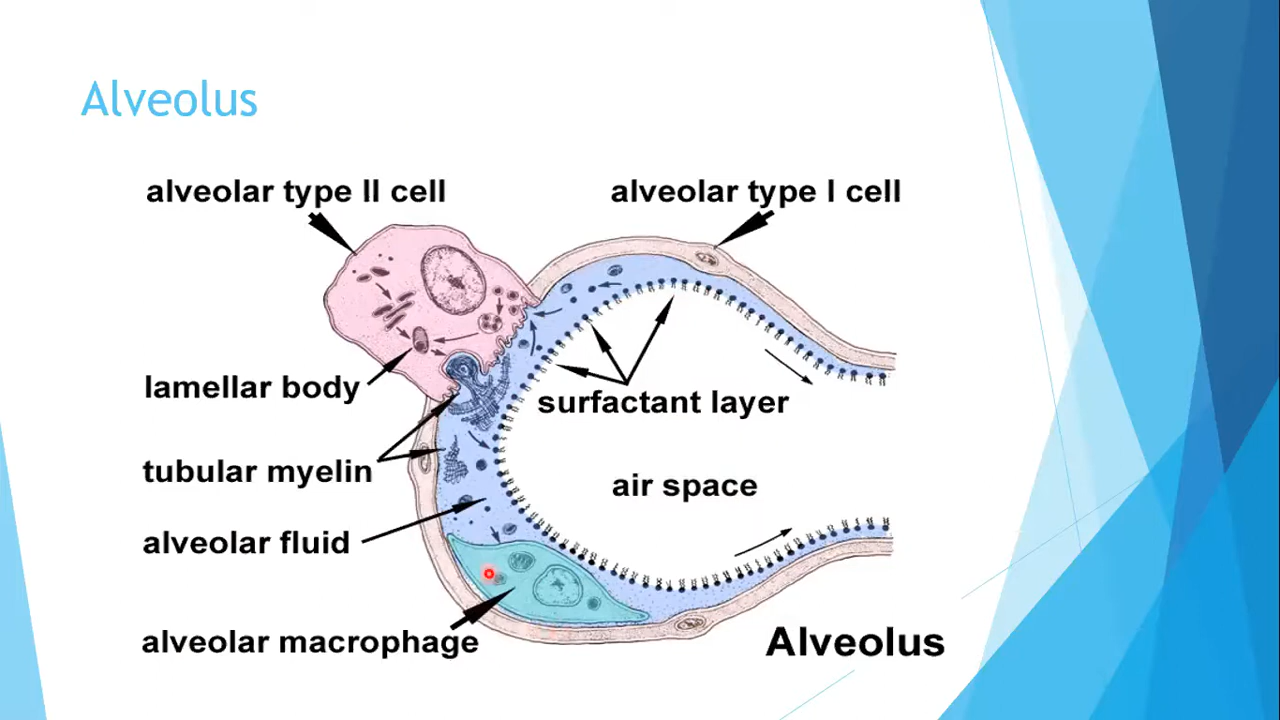 Alveolus
alveolar type II cell
alveolar type I cell
lamellar body
surfactant layer
tubular myelin
air space
alveolar fluid
alveolar macrophage
Alveolus